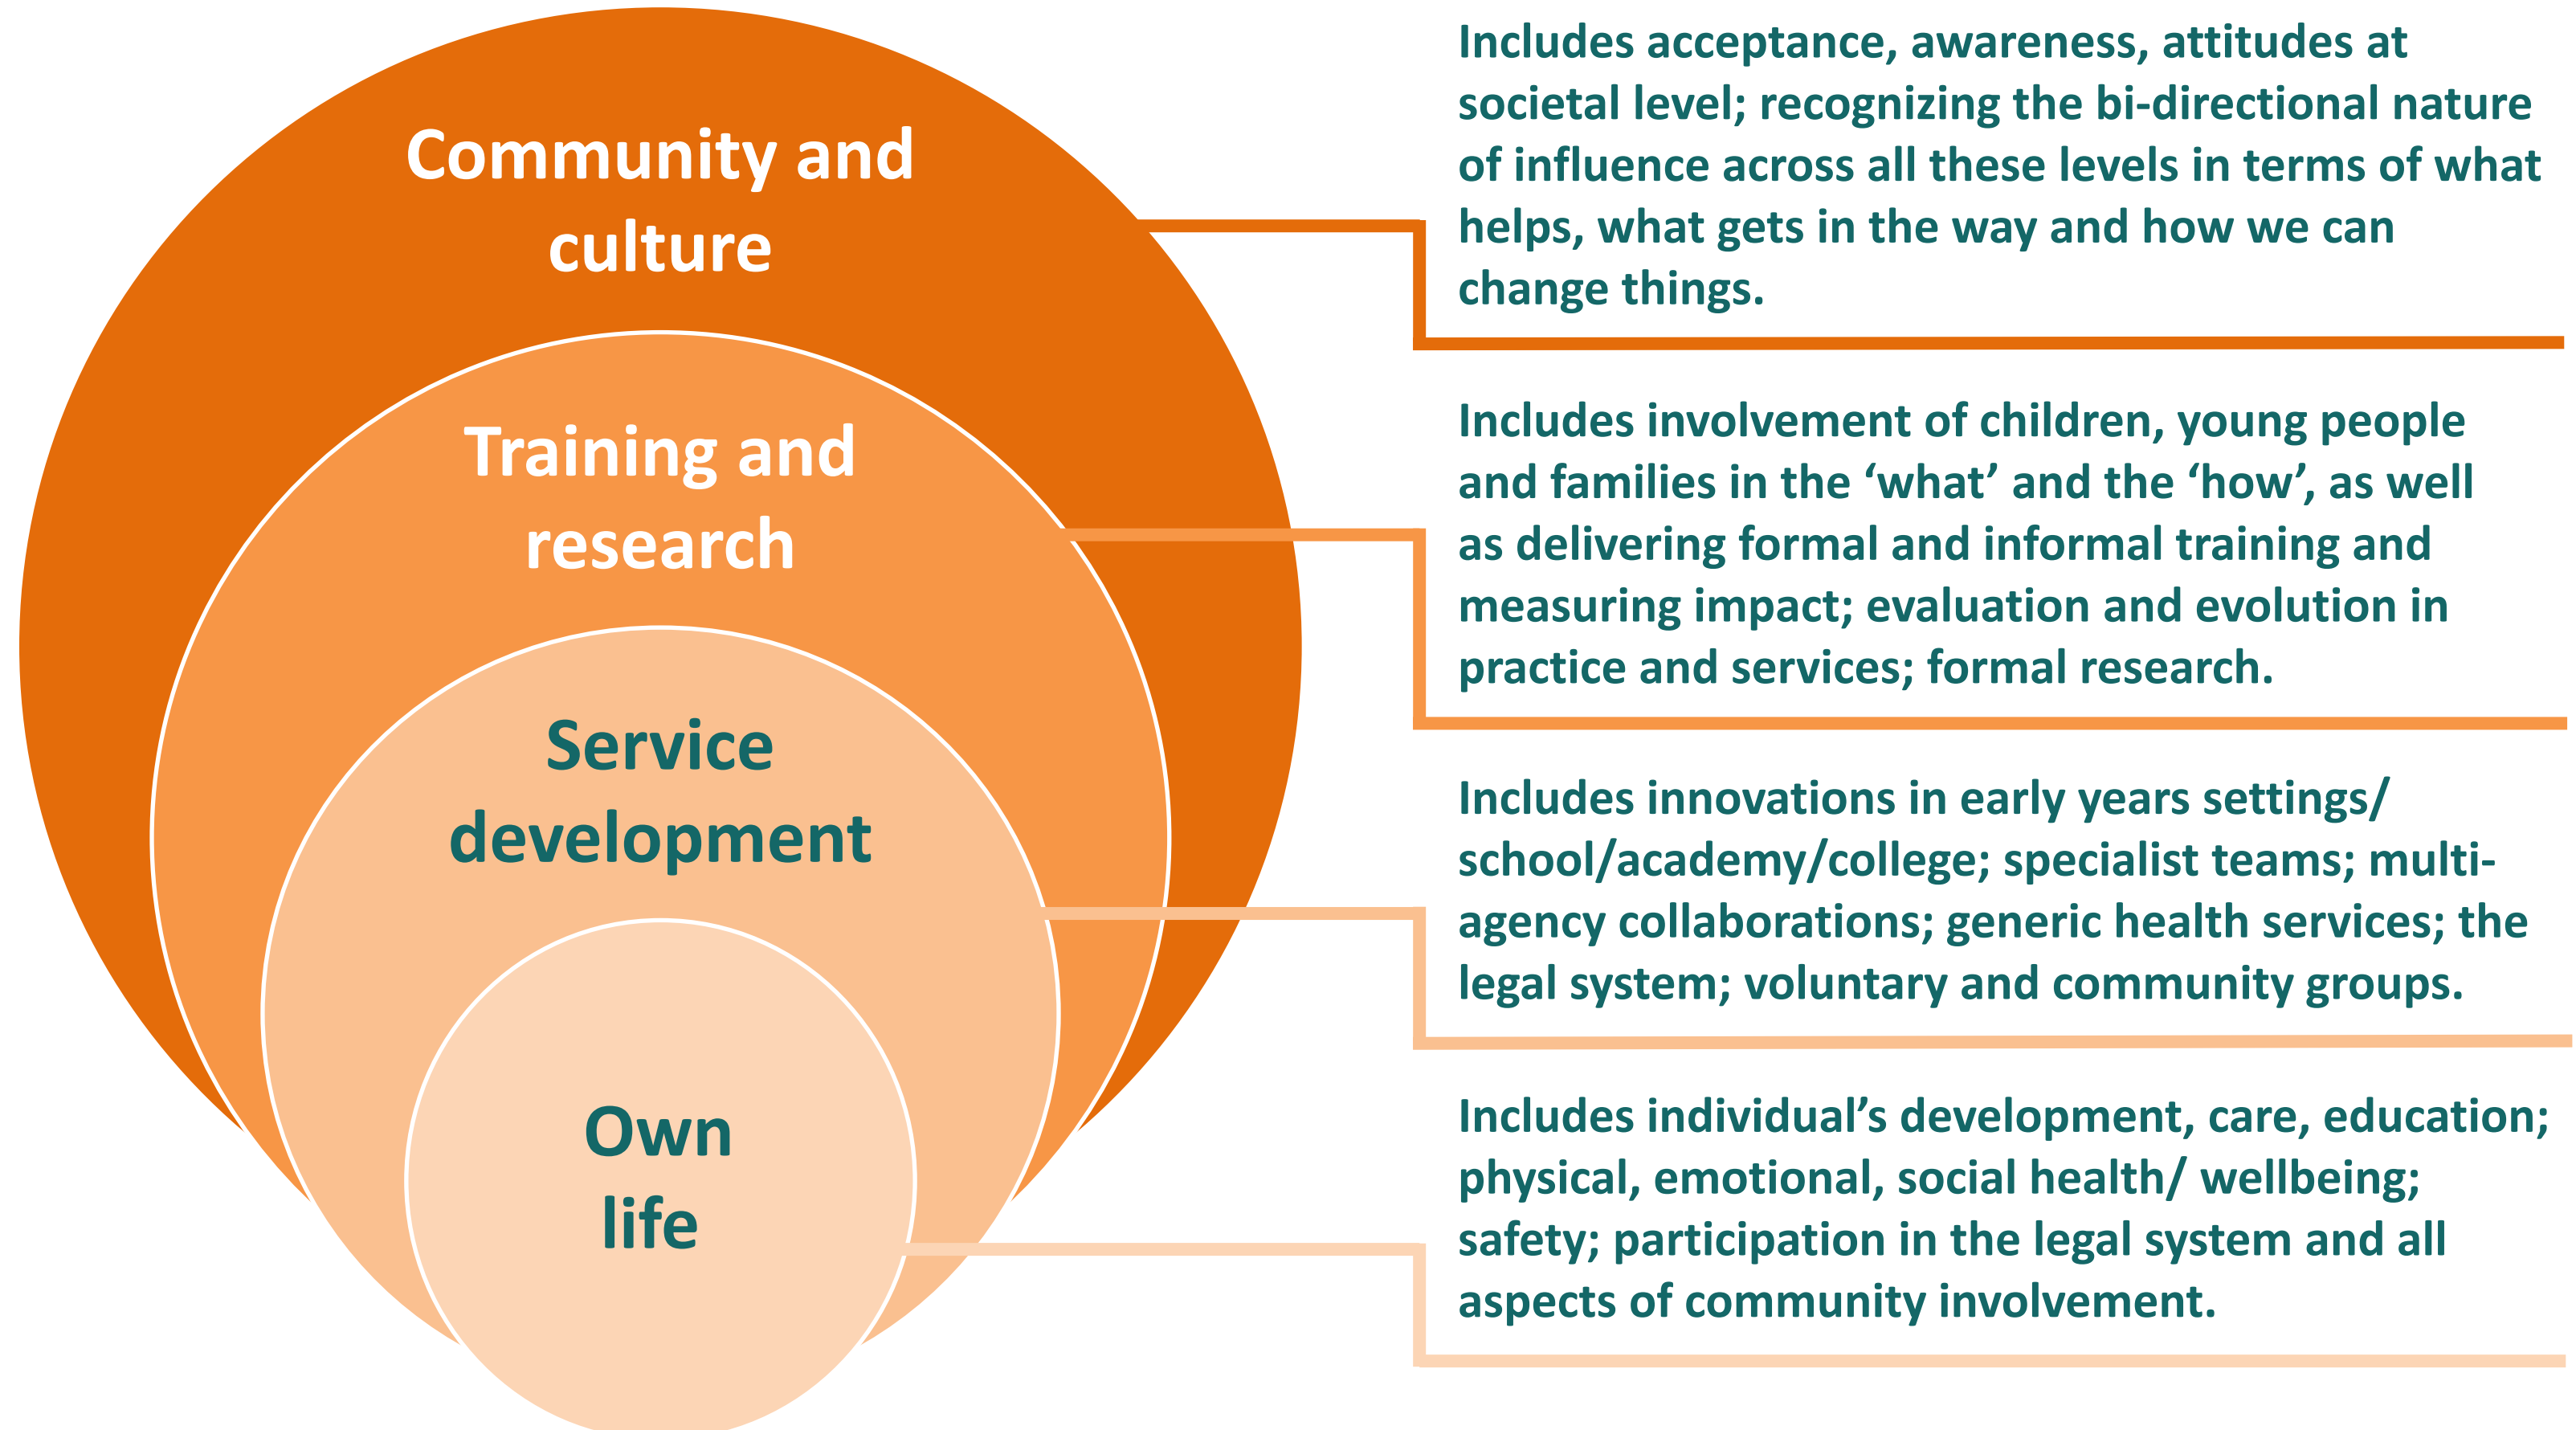 Community and
culture
Includes acceptance, awareness, attitudes at
societal level; recognizing the bi-directional nature
of influence across all these levels in terms of what
helps, what gets in the way and how we can
change things.
Training and
research
Includes involvement of children, young people
and families in the ‘what’ and the ‘how’, as well
as delivering formal and informal training and
measuring impact; evaluation and evolution in
practice and services; formal research.
Service
development
Includes innovations in early years settings/
school/academy/college; specialist teams; multi-
agency collaborations; generic health services; the
legal system; voluntary and community groups.
Own
life
Includes individual’s development, care, education;
physical, emotional, social health/ wellbeing;
safety; participation in the legal system and all
aspects of community involvement.